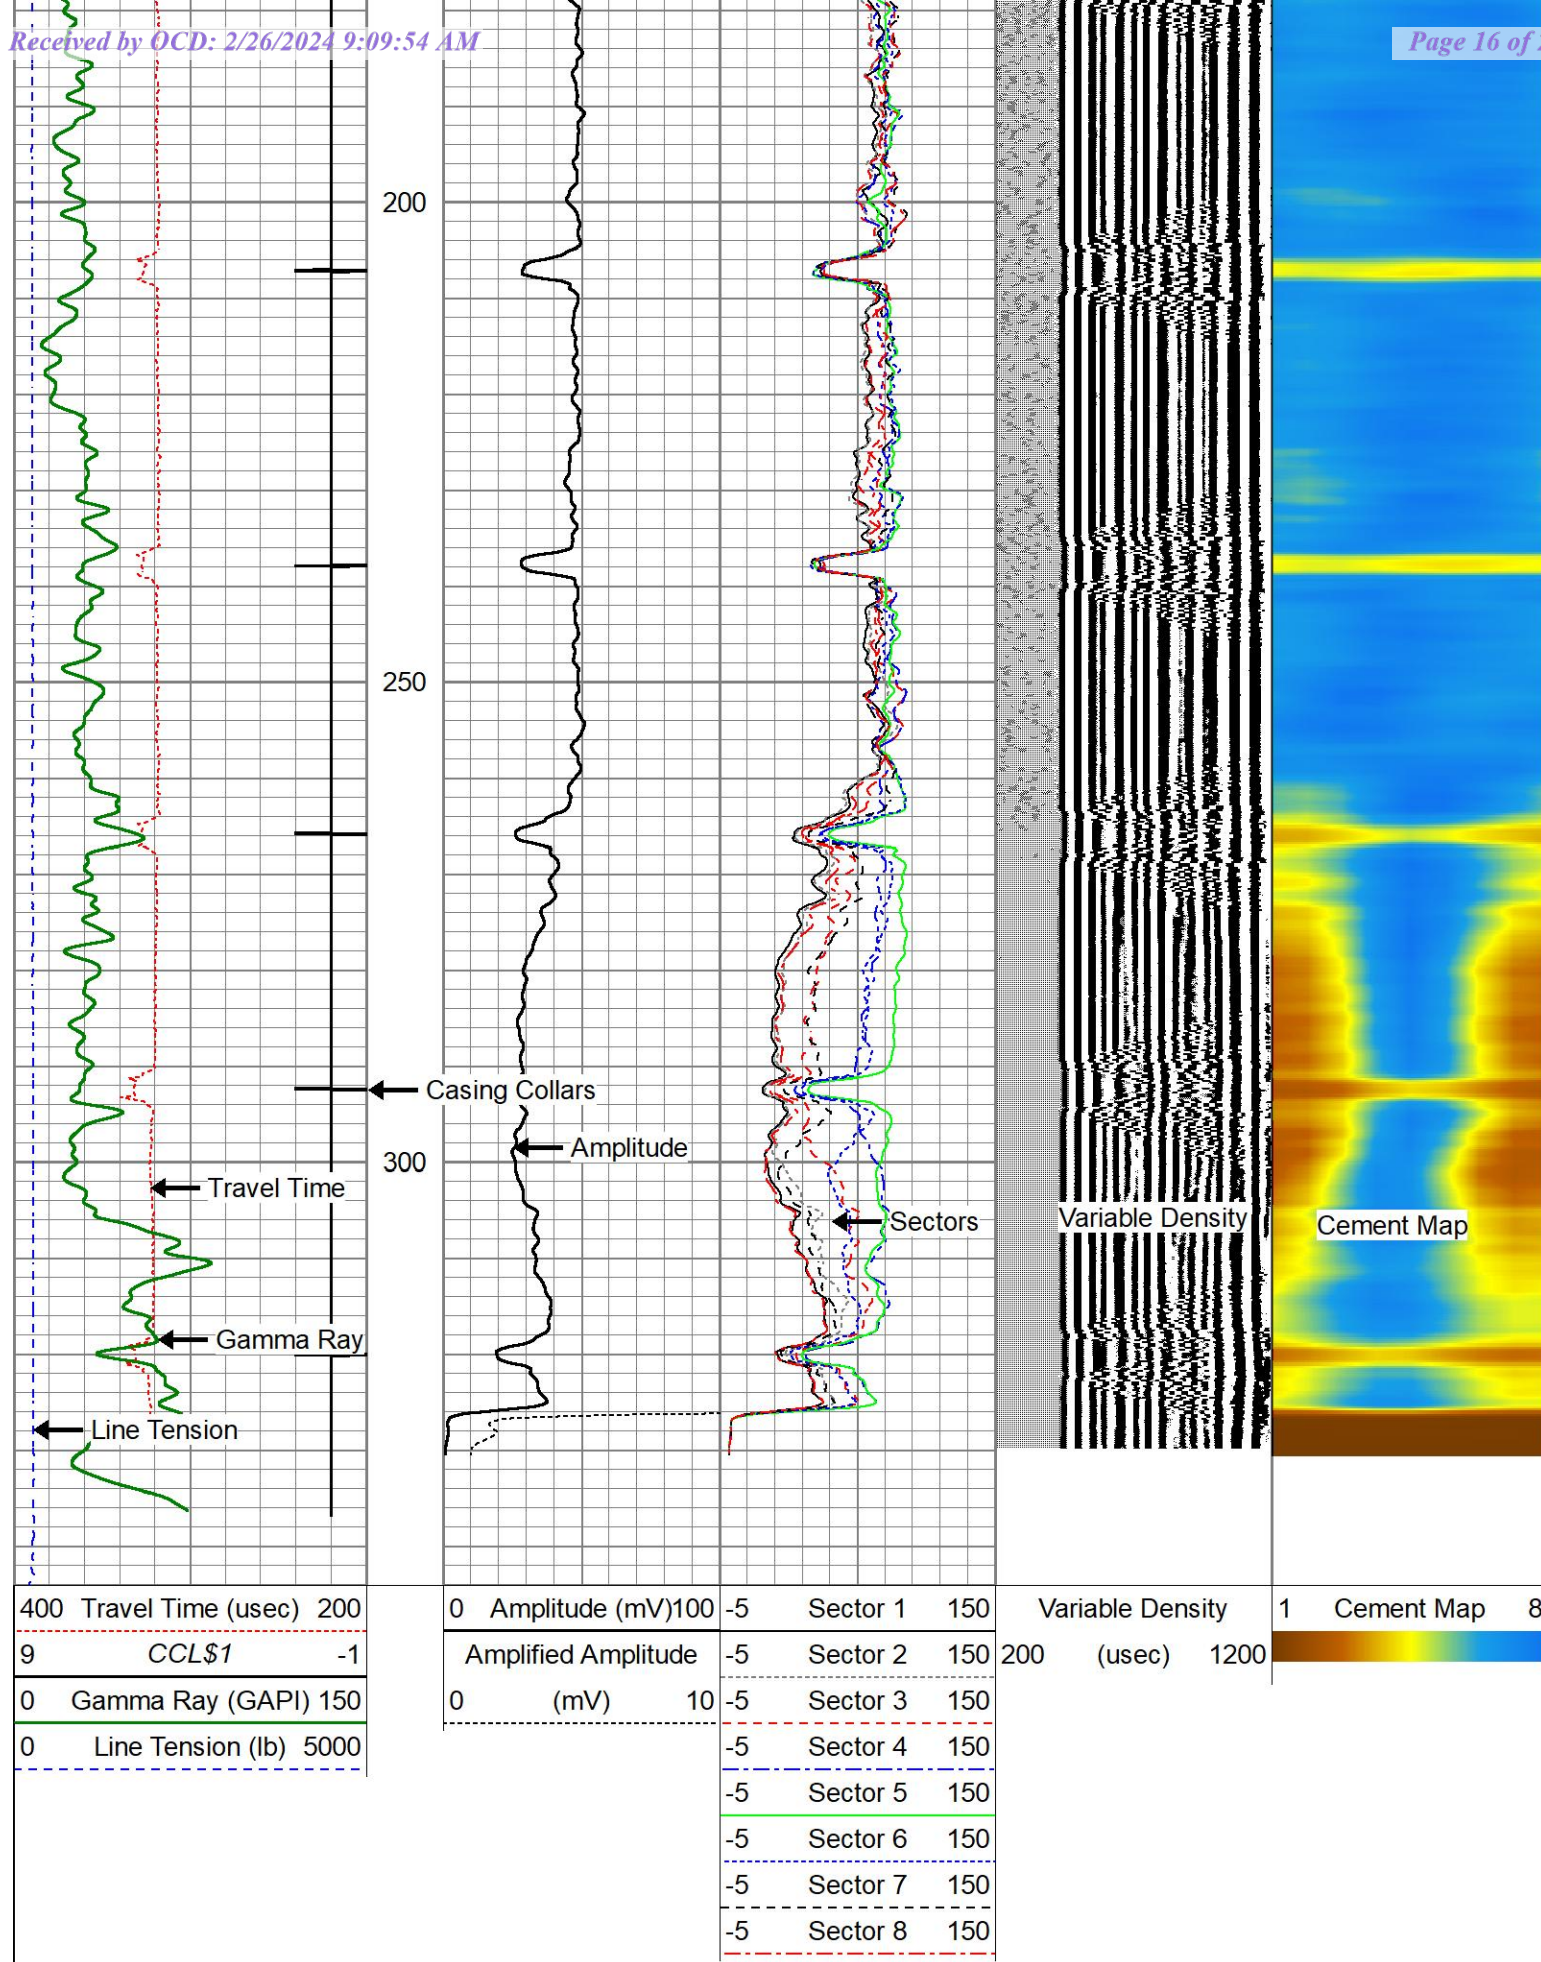 Received by OCD: 2/26/2024 9:09:54 AM
Page 16 of
200
250
Casing Collars
Amplitude
300
Travel Time
Sectors
Variable Density
Cement Map
Gamma Ray
Line Tension
400 Travel Time (usec) 200
9 CCL$1 -1
0 Gamma Ray (GAPI) 150
0 Line Tension (lb) 5000
0 Amplitude (mV) 100
Amplified Amplitude
0 (mV) 10
-5 Sector 1 150
-5 Sector 2 150
-5 Sector 3 150
-5 Sector 4 150
-5 Sector 5 150
-5 Sector 6 150
-5 Sector 7 150
-5 Sector 8 150
Variable Density
200 (usec) 1200
1 Cement Map 8